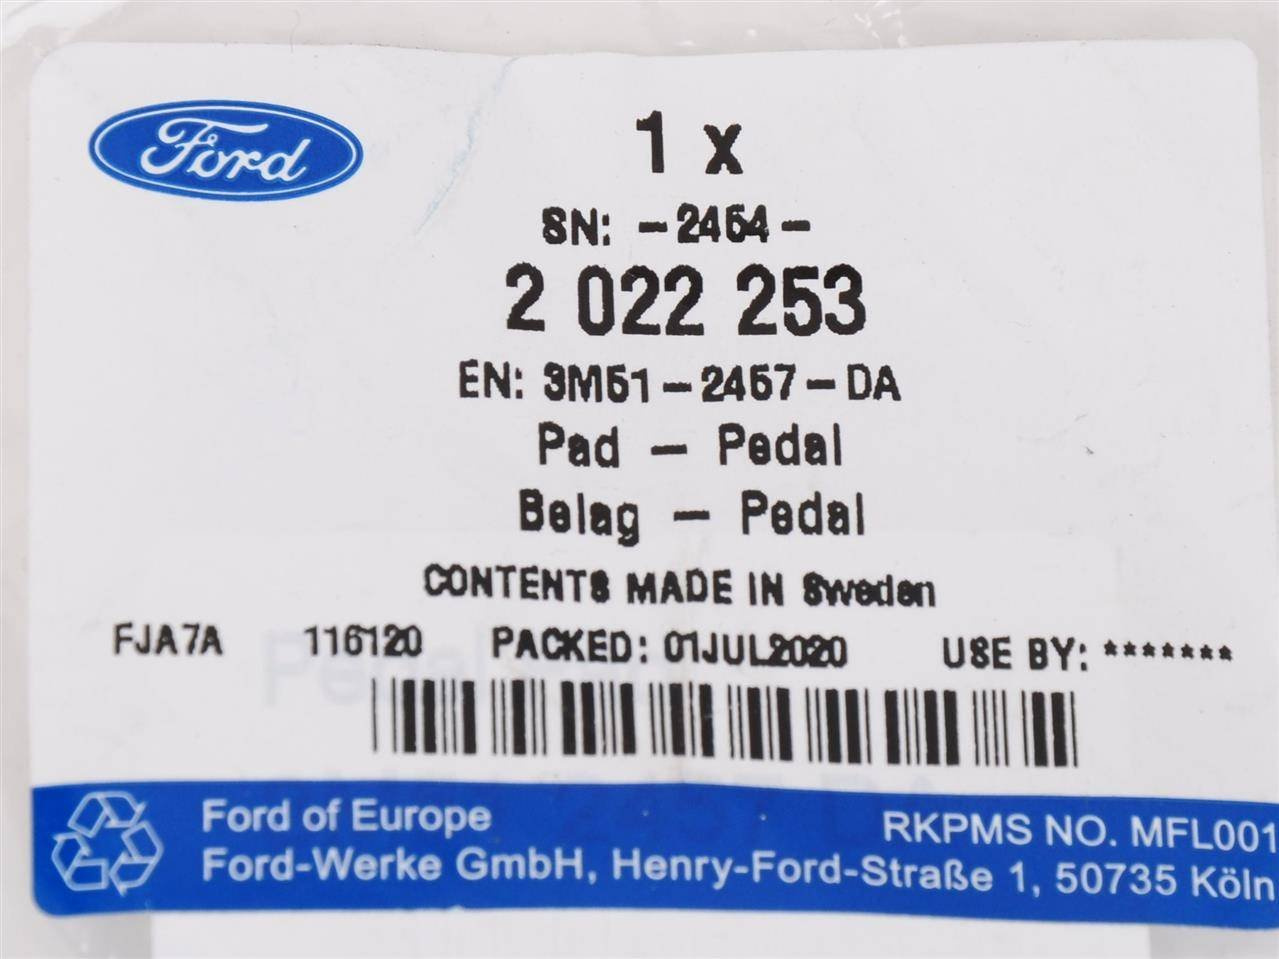 Ford
1 x
SN: -2454-
2 022 253
EN: 3M51-2457-DA
Pad - Pedal
Belag - Pedal
CONTENTS MADE IN Sweden
FJA7A 116120 PACKED: 01JUL2020 USE BY: *******
Ford of Europe
RKPMS NO. MFL001
Ford-Werke GmbH, Henry-Ford-Straße 1, 50735 Köln